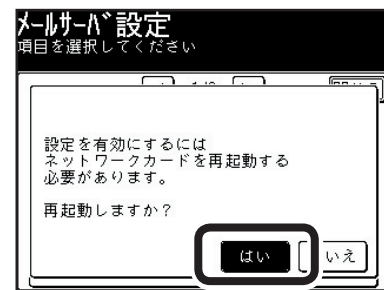 メールサーバ設定
項目を選択してください
設定を有効にするには
ネットワークカードを再起動する
必要があります。
再起動しますか？
はい
いえ